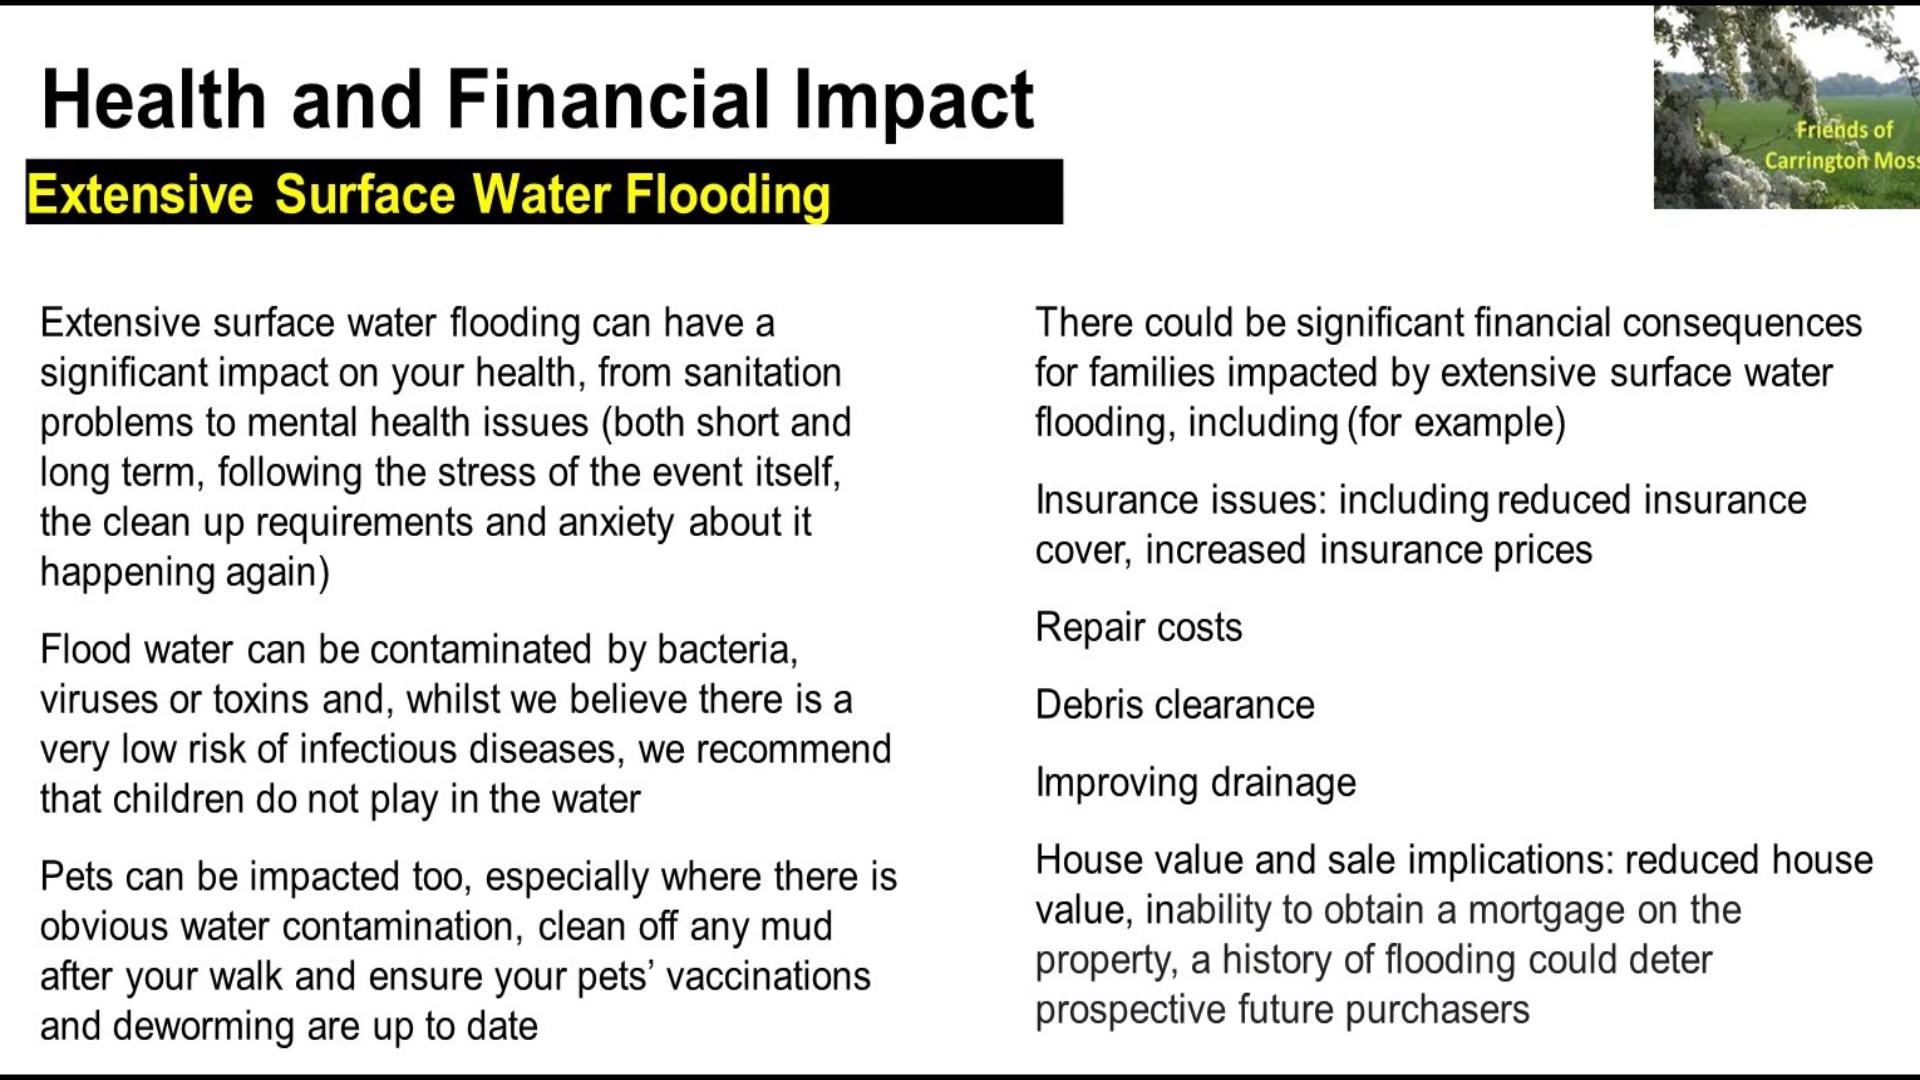 Health and Financial Impact
Extensive Surface Water Flooding
Friends of
Carrington Moss
Extensive surface water flooding can have a
significant impact on your health, from sanitation
problems to mental health issues (both short and
long term, following the stress of the event itself,
the clean up requirements and anxiety about it
happening again)
Flood water can be contaminated by bacteria,
viruses or toxins and, whilst we believe there is a
very low risk of infectious diseases, we recommend
that children do not play in the water
Pets can be impacted too, especially where there is
obvious water contamination, clean off any mud
after your walk and ensure your pets’ vaccinations
and deworming are up to date
There could be significant financial consequences
for families impacted by extensive surface water
flooding, including (for example)
Insurance issues: including reduced insurance
cover, increased insurance prices
Repair costs
Debris clearance
Improving drainage
House value and sale implications: reduced house
value, inability to obtain a mortgage on the
property, a history of flooding could deter
prospective future purchasers